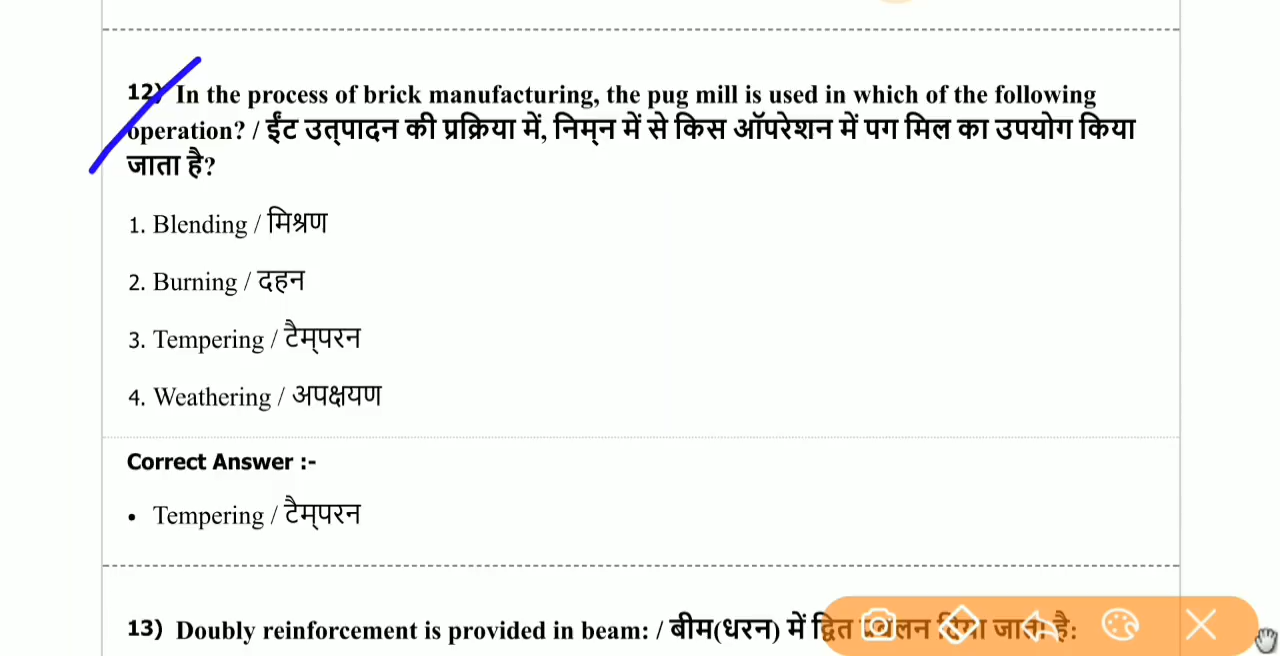 12) In the process of brick manufacturing, the pug mill is used in which of the following
operation? / ईंट उत्पादन की प्रक्रिया में, निम्न में से किस ऑपरेशन में पग मिल का उपयोग किया
जाता है?
1. Blending / मिश्रण
2. Burning / दहन
3. Tempering / टैम्परन
4. Weathering / अपक्षयण
Correct Answer :-
• Tempering / टैम्परन
13) Doubly reinforcement is provided in beam: / बीम(धरन) में द्वित जाता है: